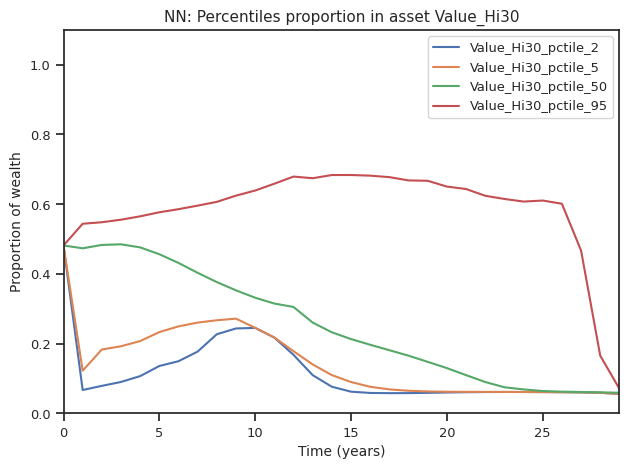 NN: Percentiles proportion in asset Value_Hi30
Value_Hi30_pctile_2
Value_Hi30_pctile_5
Value_Hi30_pctile_50
Value_Hi30_pctile_95
Proportion of wealth
1.0
0.8
0.6
0.4
0.2
0.0
0 5 10 15 20 25
Time (years)